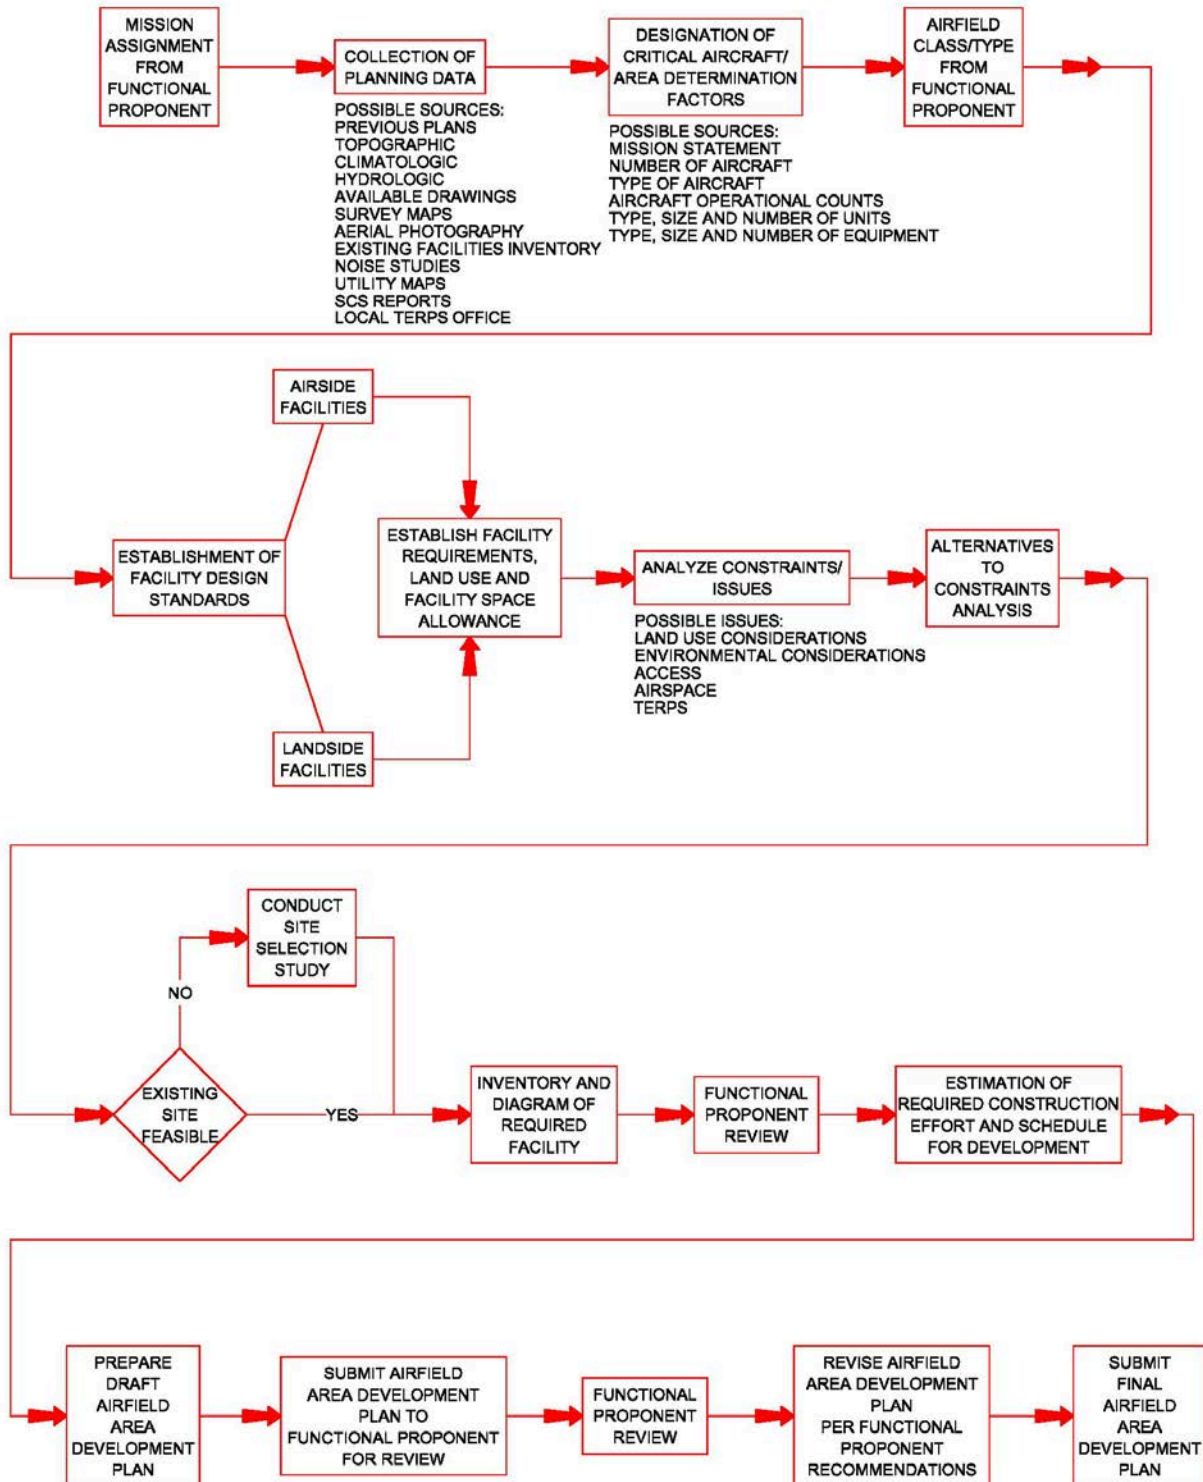 MISSION
ASSIGNMENT
FROM
FUNCTIONAL
PROPONENT
COLLECTION OF
PLANNING DATA
POSSIBLE SOURCES:
PREVIOUS PLANS
TOPOGRAPHIC
CLIMATOLOGIC
HYDROLOGIC
AVAILABLE DRAWINGS
SURVEY MAPS
AERIAL PHOTOGRAPHY
EXISTING FACILITIES INVENTORY
NOISE STUDIES
UTILITY MAPS
SCS REPORTS
LOCAL TERPS OFFICE
DESIGNATION OF
CRITICAL AIRCRAFT/
AREA DETERMINATION
FACTORS
POSSIBLE SOURCES:
MISSION STATEMENT
NUMBER OF AIRCRAFT
TYPE OF AIRCRAFT
AIRCRAFT OPERATIONAL COUNTS
TYPE, SIZE AND NUMBER OF UNITS
TYPE, SIZE AND NUMBER OF EQUIPMENT
AIRFIELD
CLASS/TYPE
FROM
FUNCTIONAL
PROPONENT
ESTABLISHMENT OF
FACILITY DESIGN
STANDARDS
AIRSIDE
FACILITIES
LANDSIDE
FACILITIES
ESTABLISH FACILITY
REQUIREMENTS,
LAND USE AND
FACILITY SPACE
ALLOWANCE
ANALYZE CONSTRAINTS/
ISSUES
POSSIBLE ISSUES:
LAND USE CONSIDERATIONS
ENVIRONMENTAL CONSIDERATIONS
ACCESS
AIRSPACE
TERPS
ALTERNATIVES
TO
CONSTRAINTS
ANALYSIS
EXISTING
SITE
FEASIBLE
NO
CONDUCT
SITE
SELECTION
STUDY
YES
INVENTORY AND
DIAGRAM OF
REQUIRED
FACILITY
FUNCTIONAL
PROPONENT
REVIEW
ESTIMATION OF
REQUIRED CONSTRUCTION
EFFORT AND SCHEDULE
FOR DEVELOPMENT
PREPARE
DRAFT
AIRFIELD
AREA
DEVELOPMENT
PLAN
SUBMIT AIRFIELD
AREA DEVELOPMENT
PLAN TO
FUNCTIONAL PROPONENT
FOR REVIEW
FUNCTIONAL
PROPONENT
REVIEW
REVISE AIRFIELD
AREA DEVELOPMENT
PLAN
PER FUNCTIONAL
PROPONENT
RECOMMENDATIONS
SUBMIT
FINAL
AIRFIELD
AREA
DEVELOPMENT
PLAN